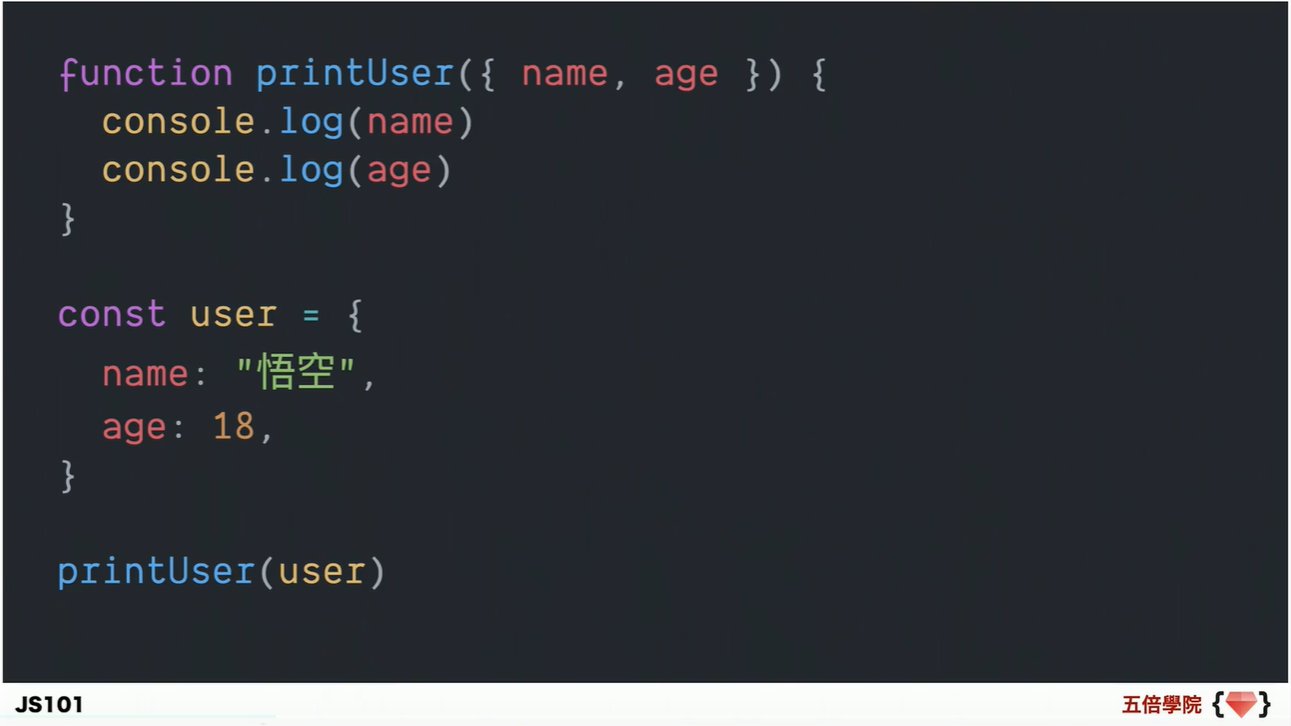 function printUser({ name, age }) {
  console.log(name)
  console.log(age)
}

const user = {
  name: "悟空",
  age: 18,
}

printUser(user)

JS101
五倍學院